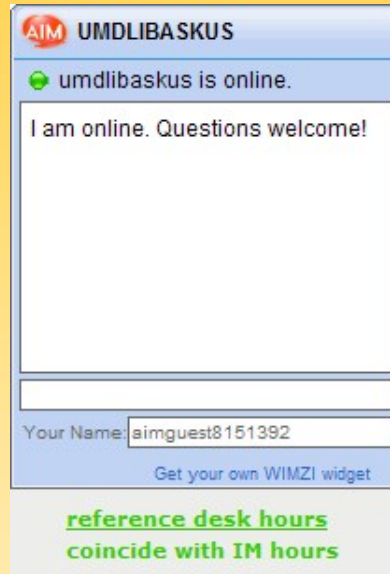 AIM UMDLIBASKUS
umdlibaskus is online.
I am online. Questions welcome!
Your Name: aimguest8151392
Get your own WIMZI widget
reference desk hours
coincide with IM hours